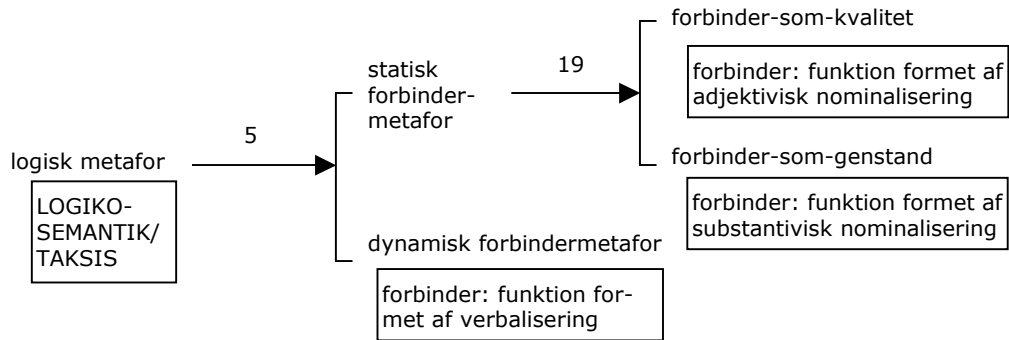 logisk metafor
LOGIKO-
SEMANTIK/
TAKSIS
5
statisk
forbinder-
metafor
19
forbinder-som-kvalitet
forbinder: funktion formet af
adjektivisk nominalisering
forbinder-som-genstand
forbinder: funktion formet af
substantivisk nominalisering
dynamisk forbindermetafor
forbinder: funktion for-
met af verbalisering